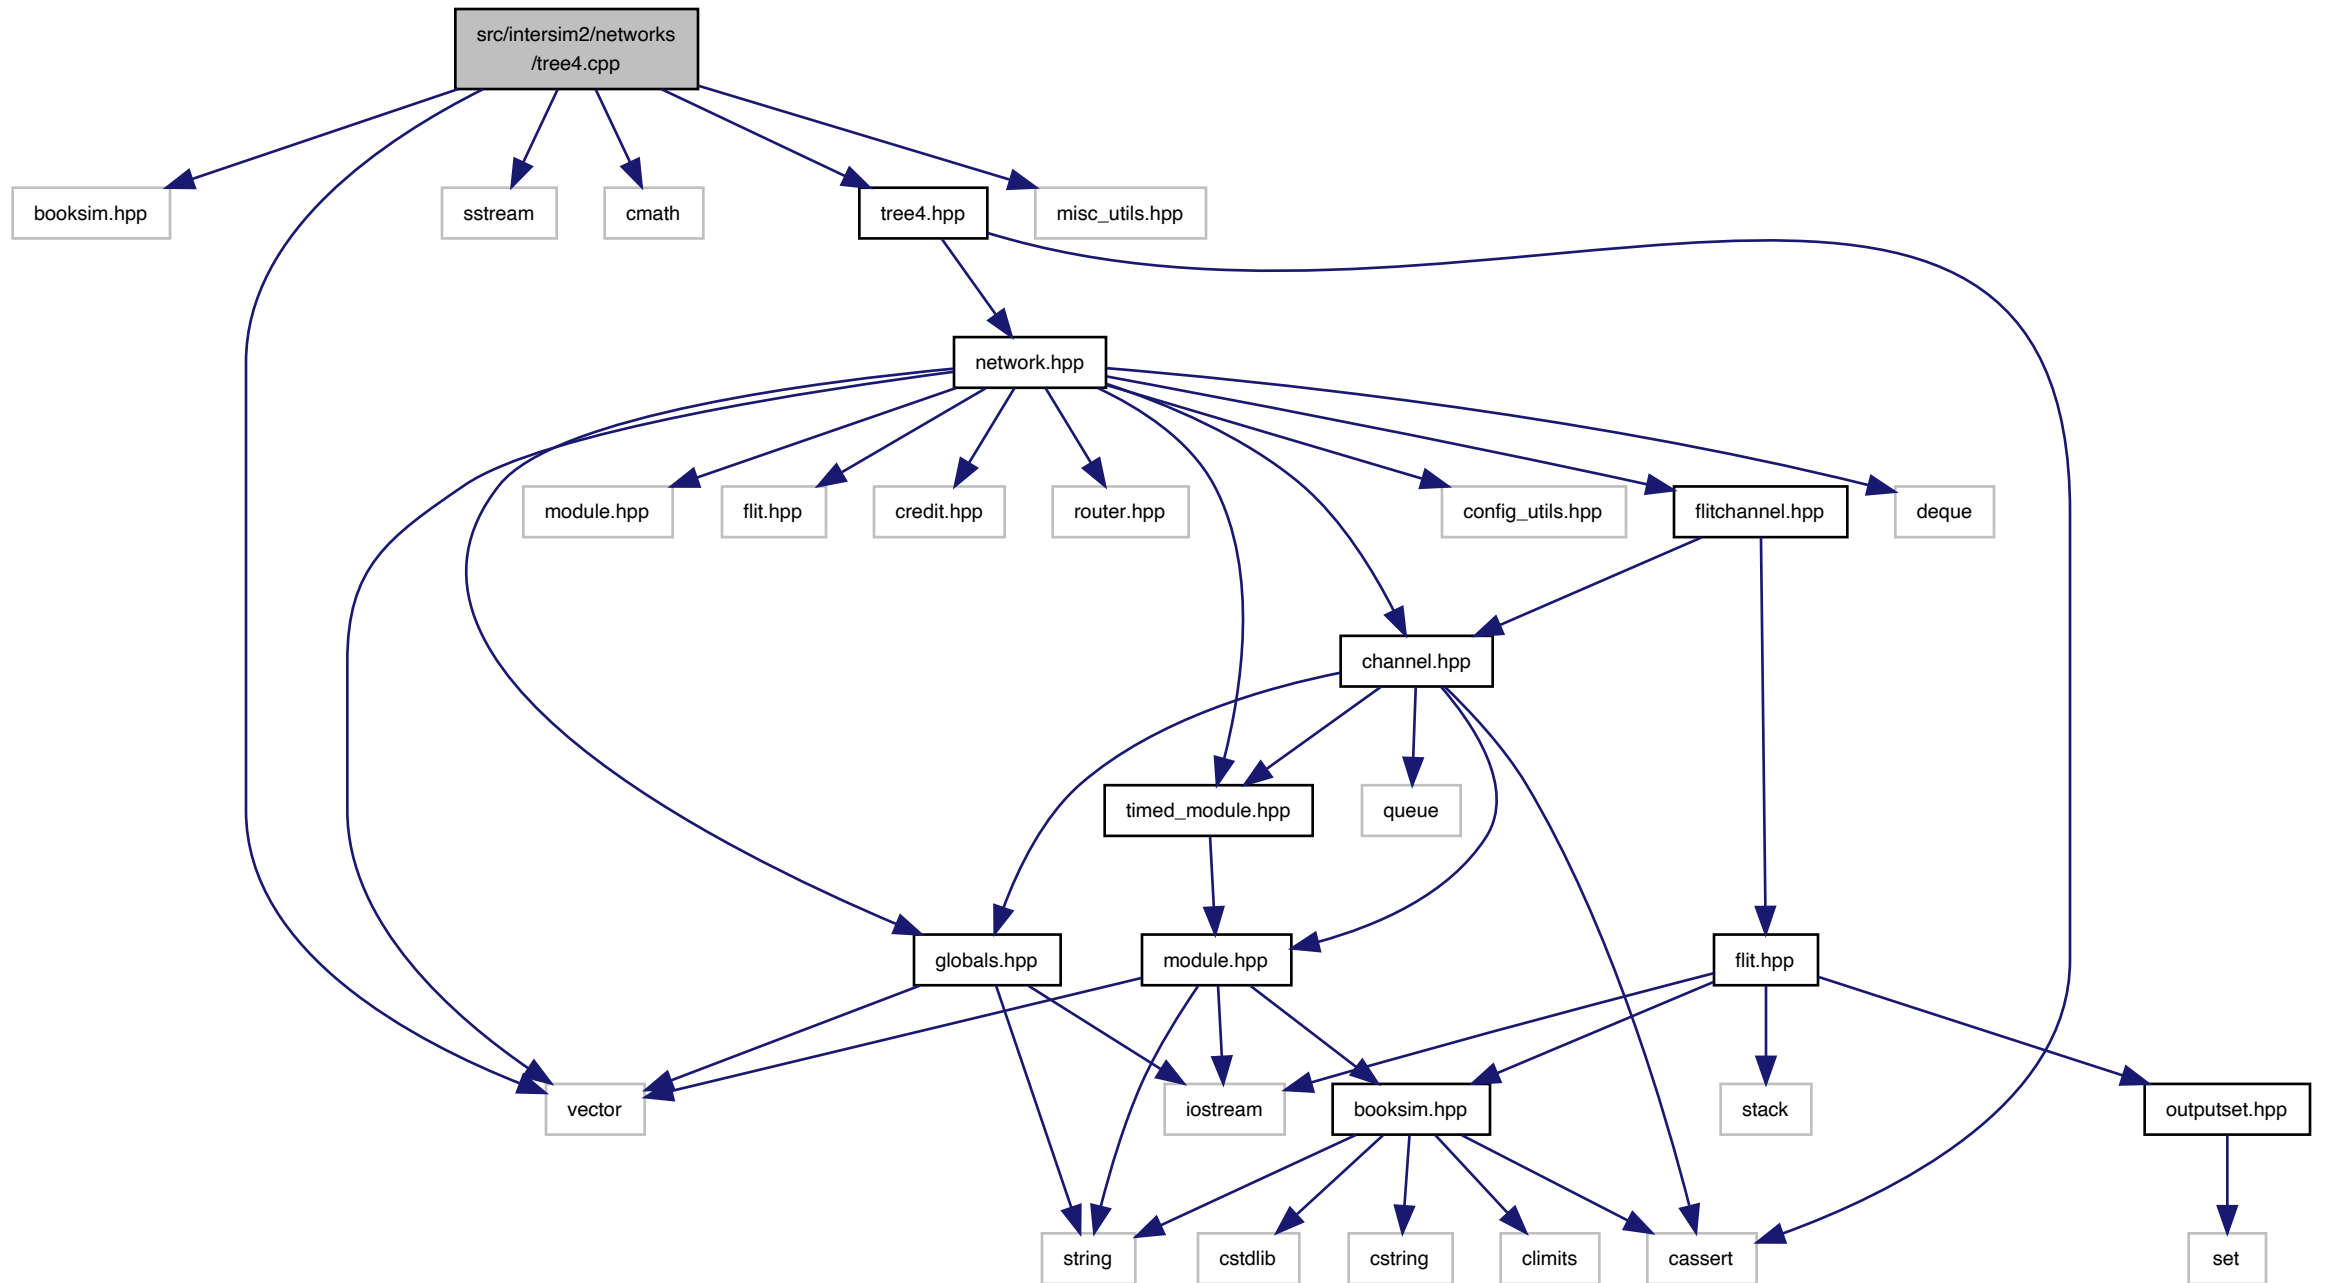 src/intersim2/networks
/tree4.cpp
booksim.hpp
sstream
cmath
tree4.hpp
misc_utils.hpp
network.hpp
module.hpp
flit.hpp
credit.hpp
router.hpp
config_utils.hpp
flitchannel.hpp
deque
channel.hpp
timed_module.hpp
queue
globals.hpp
module.hpp
flit.hpp
vector
iostream
booksim.hpp
stack
outputset.hpp
string
cstdlib
cstring
climits
cassert
set